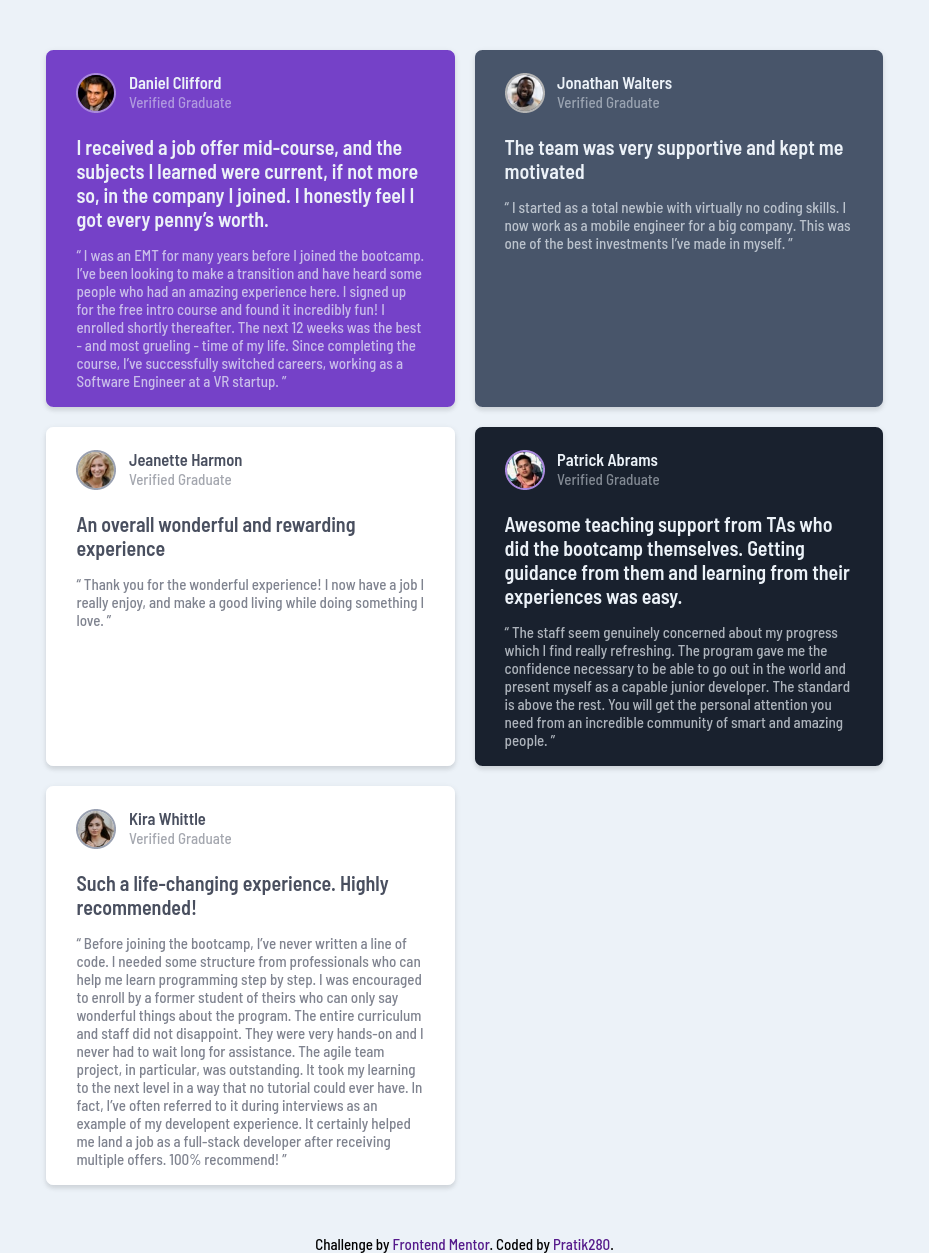 Daniel Clifford
Verified Graduate
I received a job offer mid-course, and the
subjects I learned were current, if not more
so, in the company I joined. I honestly feel I
got every penny’s worth.
“ I was an EMT for many years before I joined the bootcamp.
I’ve been looking to make a transition and have heard some
people who had an amazing experience here. I signed up
for the free intro course and found it incredibly fun! I
enrolled shortly thereafter. The next 12 weeks was the best
- and most grueling - time of my life. Since completing the
course, I’ve successfully switched careers, working as a
Software Engineer at a VR startup. ”
Jonathan Walters
Verified Graduate
The team was very supportive and kept me
motivated
“ I started as a total newbie with virtually no coding skills. I
now work as a mobile engineer for a big company. This was
one of the best investments I’ve made in myself. ”
Jeanette Harmon
Verified Graduate
An overall wonderful and rewarding
experience
“ Thank you for the wonderful experience! I now have a job I
really enjoy, and make a good living while doing something I
love. ”
Patrick Abrams
Verified Graduate
Awesome teaching support from TAs who
did the bootcamp themselves. Getting
guidance from them and learning from their
experiences was easy.
“ The staff seem genuinely concerned about my progress
which I find really refreshing. The program gave me the
confidence necessary to be able to go out in the world and
present myself as a capable junior developer. The standard
is above the rest. You will get the personal attention you
need from an incredible community of smart and amazing
people. ”
Kira Whittle
Verified Graduate
Such a life-changing experience. Highly
recommended!
“ Before joining the bootcamp, I’ve never written a line of
code. I needed some structure from professionals who can
help me learn programming step by step. I was encouraged
to enroll by a former student of theirs who can only say
wonderful things about the program. The entire curriculum
and staff did not disappoint. They were very hands-on and I
never had to wait long for assistance. The agile team
project, in particular, was outstanding. It took my learning
to the next level in a way that no tutorial could ever have. In
fact, I’ve often referred to it during interviews as an
example of my developent experience. It certainly helped
me land a job as a full-stack developer after receiving
multiple offers. 100% recommend! ”
Challenge by Frontend Mentor. Coded by Pratik280.